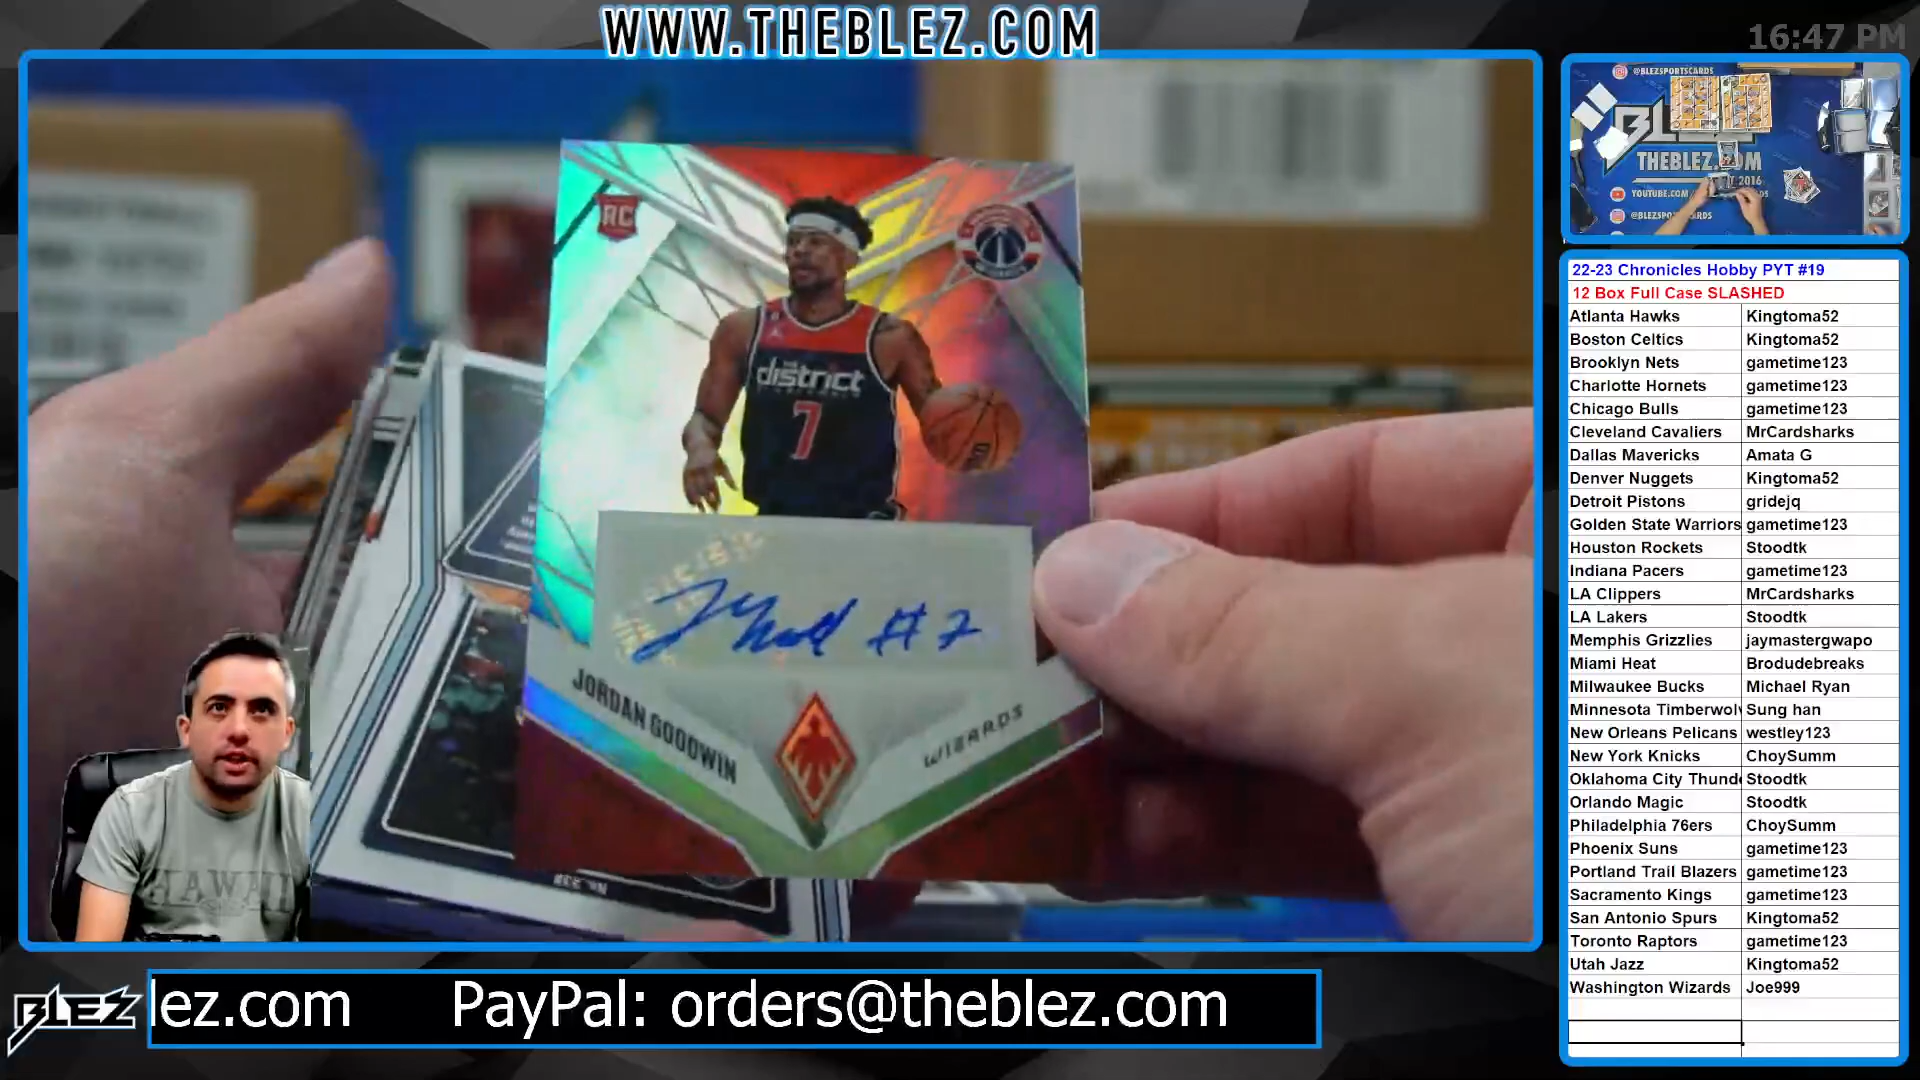 WWW.THEBLEZ.COM
16:47 PM
@BLEZSPORTSCARDS
THEBLEZ.COM
2016
YOUTUBE.COM/
RC
district
7
#7
JORDAN GOODWIN
WIZARDS
HAWAII
22-23 Chronicles Hobby PYT #19
12 Box Full Case SLASHED
Atlanta Hawks Kingtoma52
Boston Celtics Kingtoma52
Brooklyn Nets gametime123
Charlotte Hornets gametime123
Chicago Bulls gametime123
Cleveland Cavaliers MrCardsharks
Dallas Mavericks Amata G
Denver Nuggets Kingtoma52
Detroit Pistons gridejq
Golden State Warriors gametime123
Houston Rockets Stoodtk
Indiana Pacers gametime123
LA Clippers MrCardsharks
LA Lakers Stoodtk
Memphis Grizzlies jaymastergwapo
Miami Heat Brodudebreaks
Milwaukee Bucks Michael Ryan
Minnesota Timberwolv Sung han
New Orleans Pelicans westley123
New York Knicks ChoySumm
Oklahoma City Thunde Stoodtk
Orlando Magic Stoodtk
Philadelphia 76ers ChoySumm
Phoenix Suns gametime123
Portland Trail Blazers gametime123
Sacramento Kings gametime123
San Antonio Spurs Kingtoma52
Toronto Raptors gametime123
Utah Jazz Kingtoma52
Washington Wizards Joe999
BLEZ
lez.com PayPal: orders@theblez.com